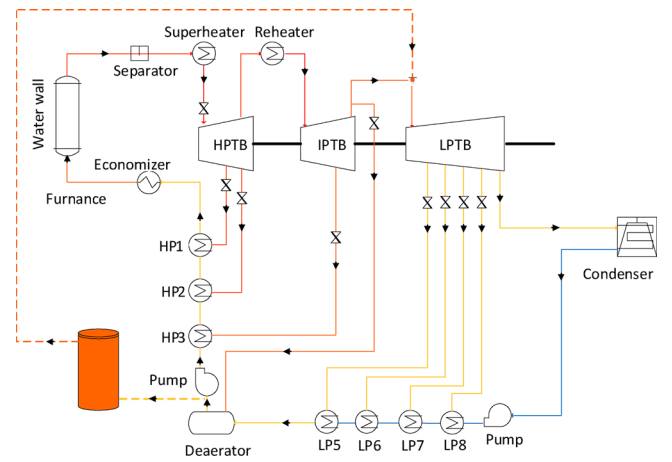 Superheater
Reheater
Separator
Water wall
HPTB
IPTB
LPTB
Economizer
Furnance
HP1
Condenser
HP2
HP3
Pump
LP5
LP6
LP7
LP8
Pump
Deaerator